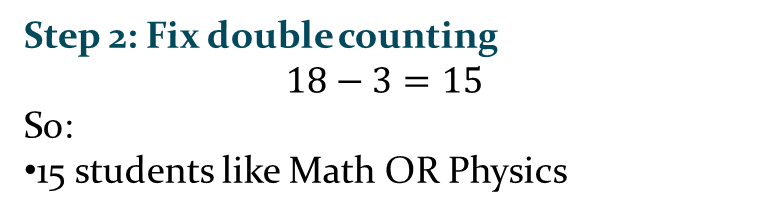 Step 2: Fix double counting
18 − 3 = 15
So:
•15 students like Math OR Physics